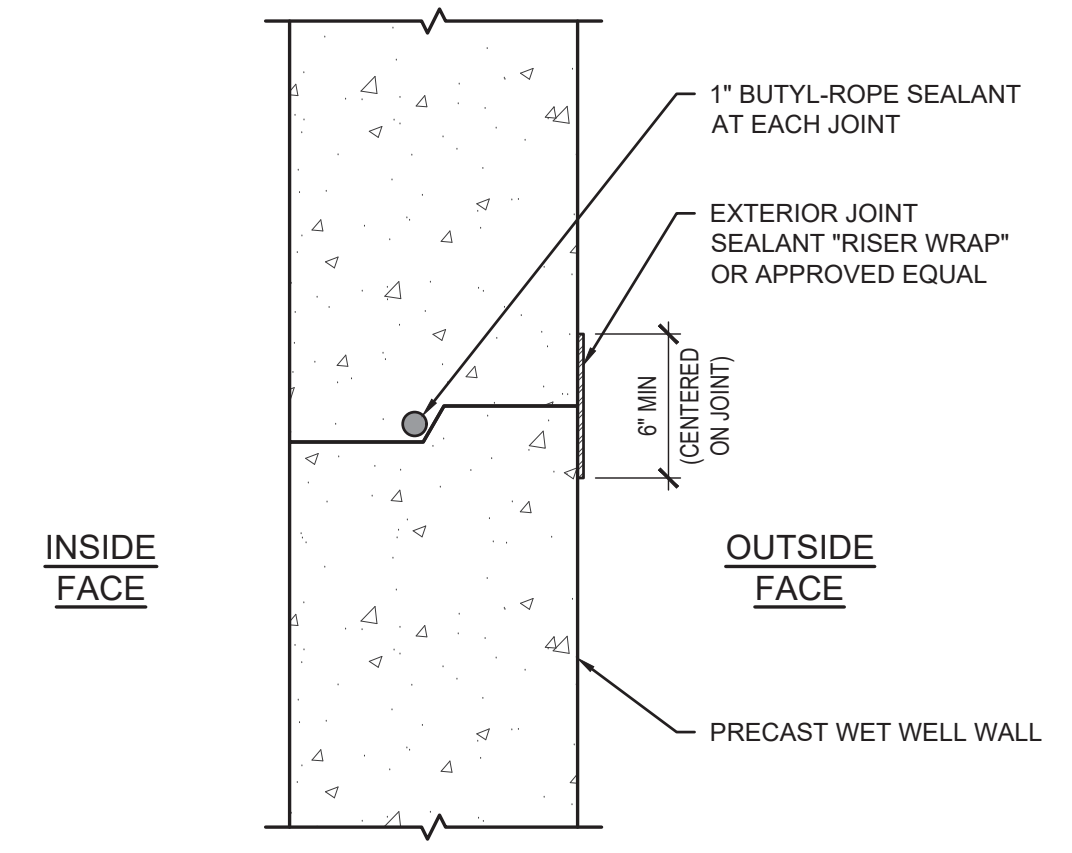 1" BUTYL-ROPE SEALANT
AT EACH JOINT
EXTERIOR JOINT
SEALANT "RISER WRAP"
OR APPROVED EQUAL
6" MIN
(CENTERED
ON JOINT)
INSIDE
FACE
OUTSIDE
FACE
PRECAST WET WELL WALL